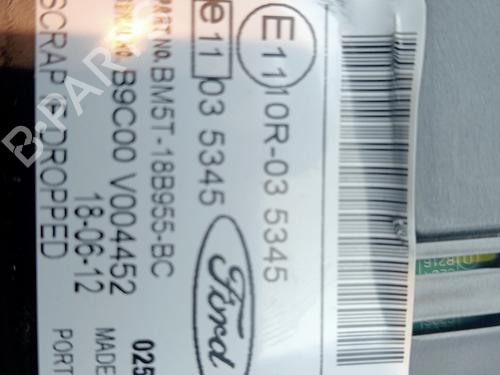 E11 10R-03 5345
e11 03 5345
Ford
PART NO. BM5T-18B955-BC
B9C00 V004452
18-06-12
SCRAP DROPPED
025
MADE
PORT
B-PAR